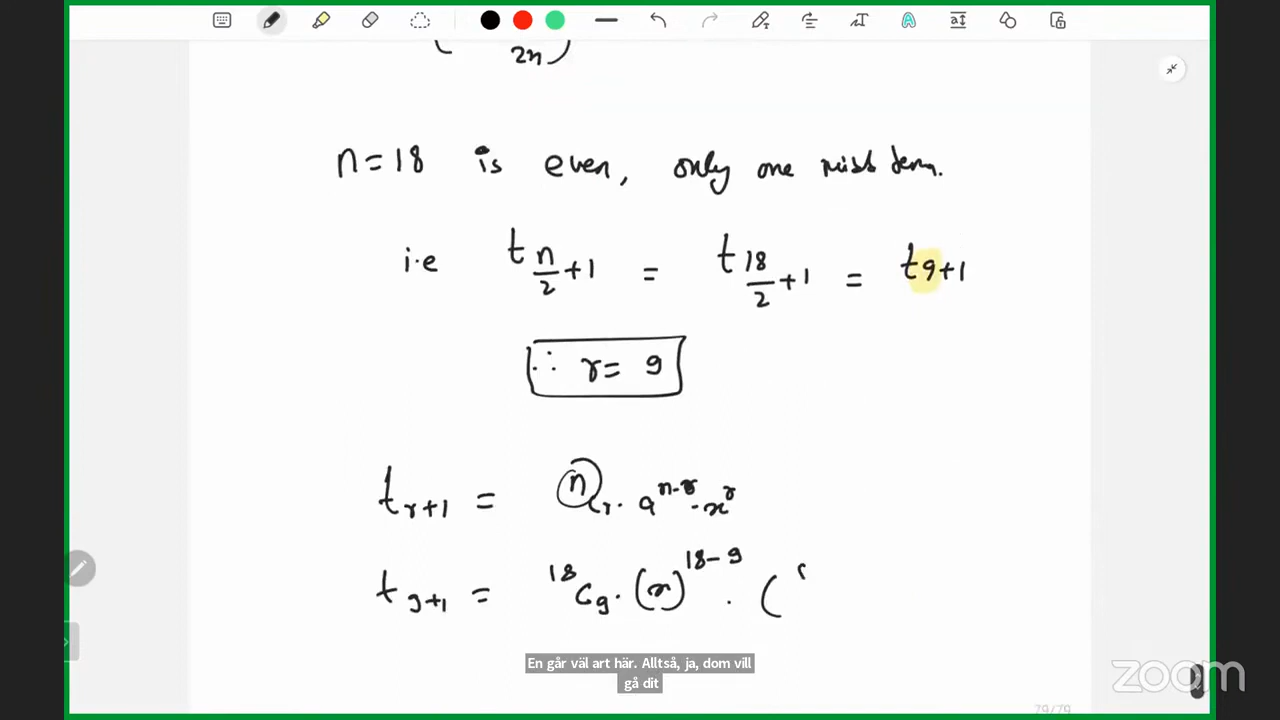 2n)
n = 18 is even, only one term.
i.e t n/2 + 1 = t 18/2 + 1 = t9+1
∴ r = 9
tr+1 = nCr · a^n-r · x^r
t9+1 = 18C9 · (x)^18-9 · (
En går väl art här. Alltså, ja, dom vill
gå dit
zoom
79/79